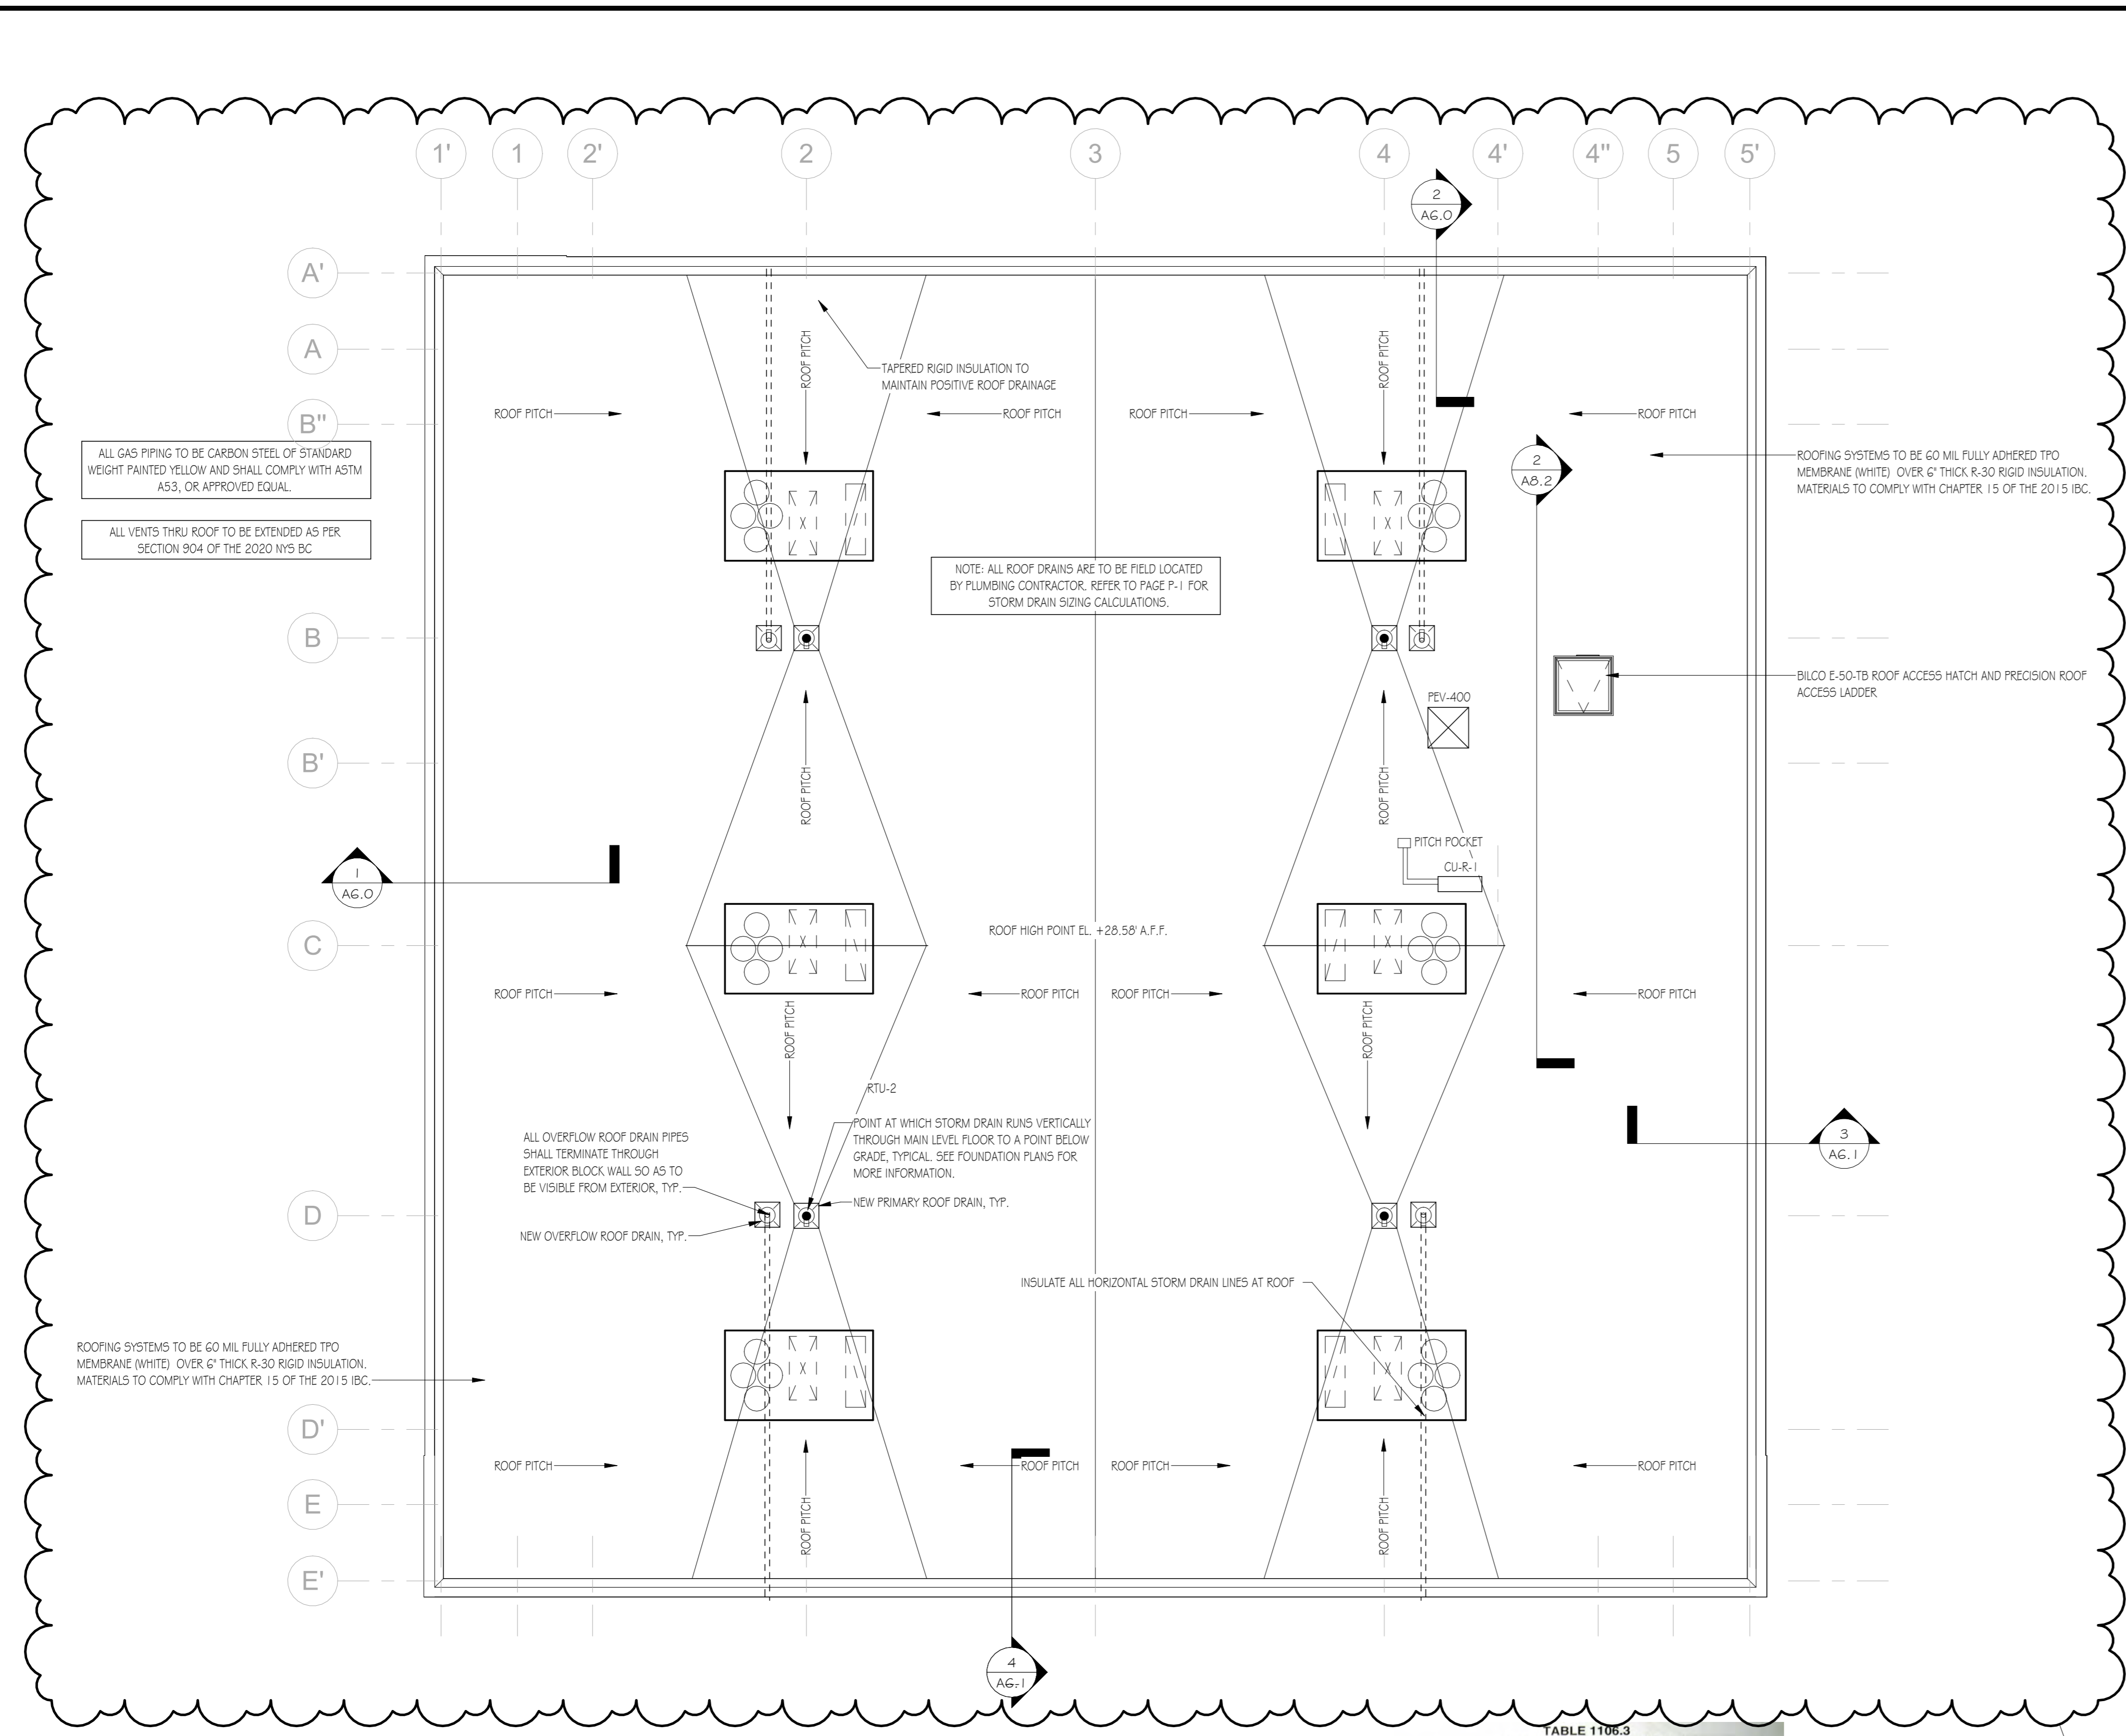 1'
1
2'
2
3
4
4'
4"
5
5'
2
A6.0
A'
A
B"
B
B'
C
D
D'
E
E'
ROOF PITCH
ROOF PITCH
TAPERED RIGID INSULATION TO
MAINTAIN POSITIVE ROOF DRAINAGE
ROOF PITCH
ROOF PITCH
ROOF PITCH
ROOF PITCH
ALL GAS PIPING TO BE CARBON STEEL OF STANDARD
WEIGHT PAINTED YELLOW AND SHALL COMPLY WITH ASTM
A53, OR APPROVED EQUAL.
ALL VENTS THRU ROOF TO BE EXTENDED AS PER
SECTION 904 OF THE 2020 NYS BC
2
A8.2
ROOFING SYSTEMS TO BE 60 MIL FULLY ADHERED TPO
MEMBRANE (WHITE) OVER 6" THICK R-30 RIGID INSULATION.
MATERIALS TO COMPLY WITH CHAPTER 15 OF THE 2015 IBC.
NOTE: ALL ROOF DRAINS ARE TO BE FIELD LOCATED
BY PLUMBING CONTRACTOR. REFER TO PAGE P-1 FOR
STORM DRAIN SIZING CALCULATIONS.
BILCO E-50-TB ROOF ACCESS HATCH AND PRECISION ROOF
ACCESS LADDER
PEV-400
ROOF PITCH
ROOF PITCH
PITCH POCKET
CU-R-1
1
A6.0
ROOF HIGH POINT EL. +28.58' A.F.F.
ROOF PITCH
ROOF PITCH
ROOF PITCH
ROOF PITCH
ROOF PITCH
ROOF PITCH
RTU-2
POINT AT WHICH STORM DRAIN RUNS VERTICALLY
THROUGH MAIN LEVEL FLOOR TO A POINT BELOW
GRADE, TYPICAL. SEE FOUNDATION PLANS FOR
MORE INFORMATION.
ALL OVERFLOW ROOF DRAIN PIPES
SHALL TERMINATE THROUGH
EXTERIOR BLOCK WALL SO AS TO
BE VISIBLE FROM EXTERIOR, TYP.
3
A6.1
NEW PRIMARY ROOF DRAIN, TYP.
NEW OVERFLOW ROOF DRAIN, TYP.
INSULATE ALL HORIZONTAL STORM DRAIN LINES AT ROOF
ROOFING SYSTEMS TO BE 60 MIL FULLY ADHERED TPO
MEMBRANE (WHITE) OVER 6" THICK R-30 RIGID INSULATION.
MATERIALS TO COMPLY WITH CHAPTER 15 OF THE 2015 IBC.
ROOF PITCH
ROOF PITCH
ROOF PITCH
ROOF PITCH
ROOF PITCH
ROOF PITCH
4
A6.1
TABLE 1106.3